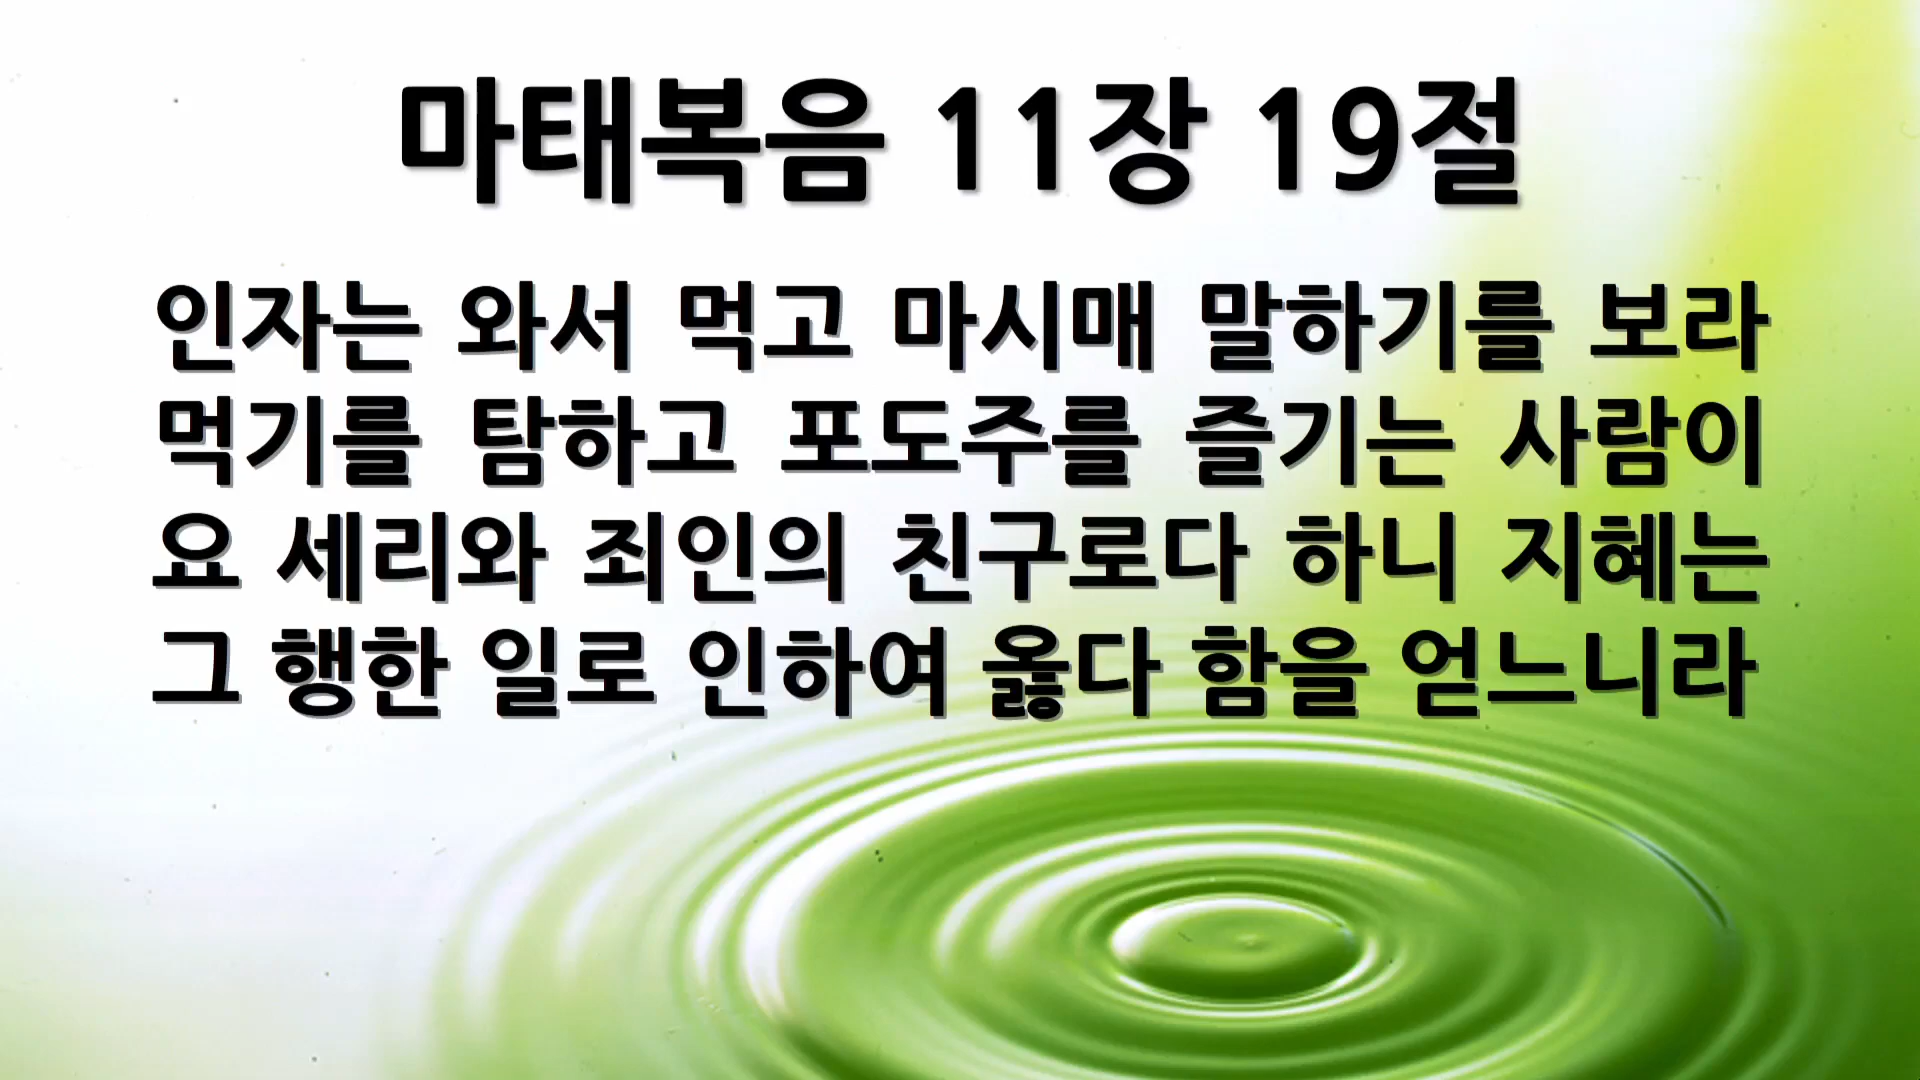 마태복음 11장 19절
인자는 와서 먹고 마시매 말하기를 보라
먹기를 탐하고 포도주를 즐기는 사람이
요 세리와 죄인의 친구로다 하니 지혜는
그 행한 일로 인하여 옳다 함을 얻느니라